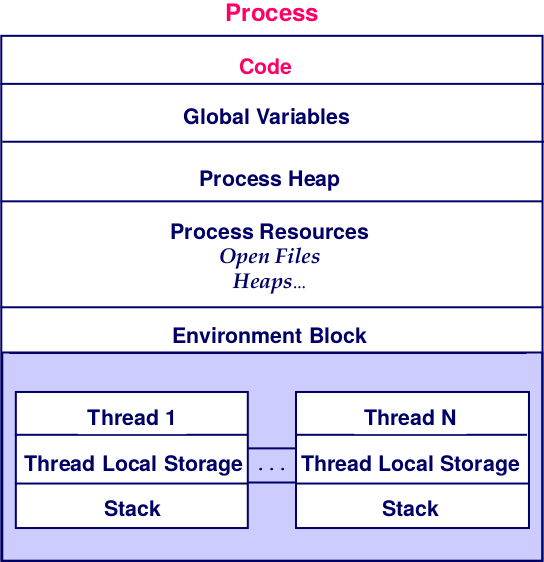 Process
Code
Global Variables
Process Heap
Process Resources
Open Files
Heaps...
Environment Block
Thread 1
Thread N
Thread Local Storage
...
Thread Local Storage
Stack
Stack